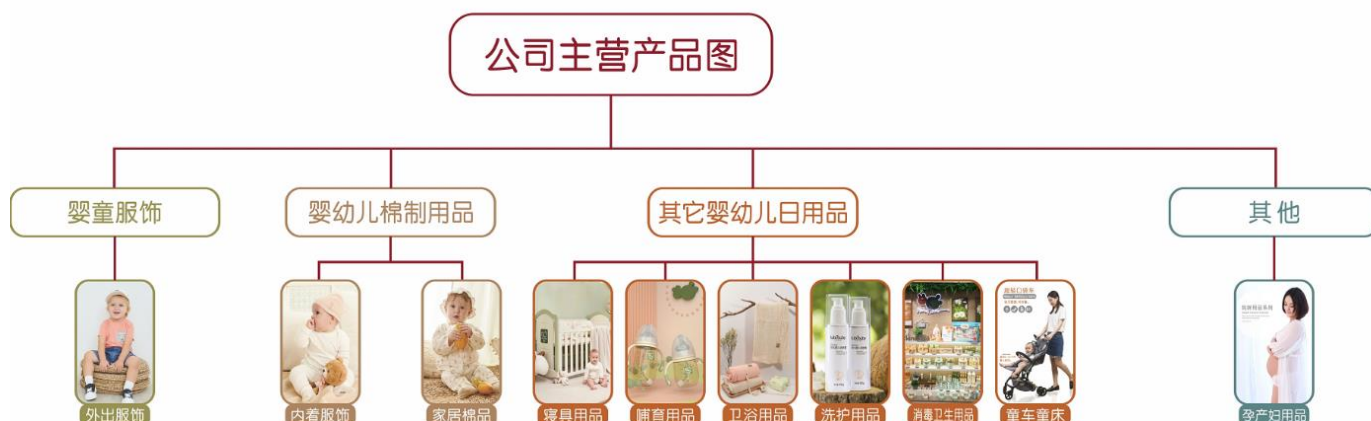 公司主营产品图
婴童服饰
婴幼儿棉制用品
其它婴幼儿日用品
其他
外出服饰
内着服饰
家居棉品
寝具用品
哺育用品
卫浴用品
洗护用品
消毒卫生用品
童车童床
孕产妇用品